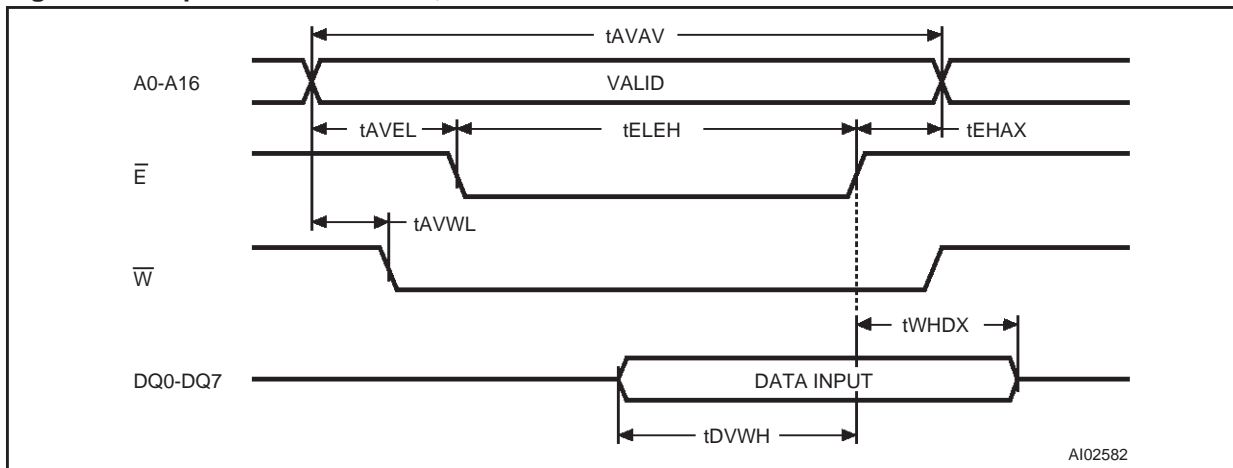 tAVAV
A0-A16
VALID
tAVEL
tELEH
tEHAX
E̅
tAVWL
W̅
tWHDX
DQ0-DQ7
DATA INPUT
tDVWH
AI02582